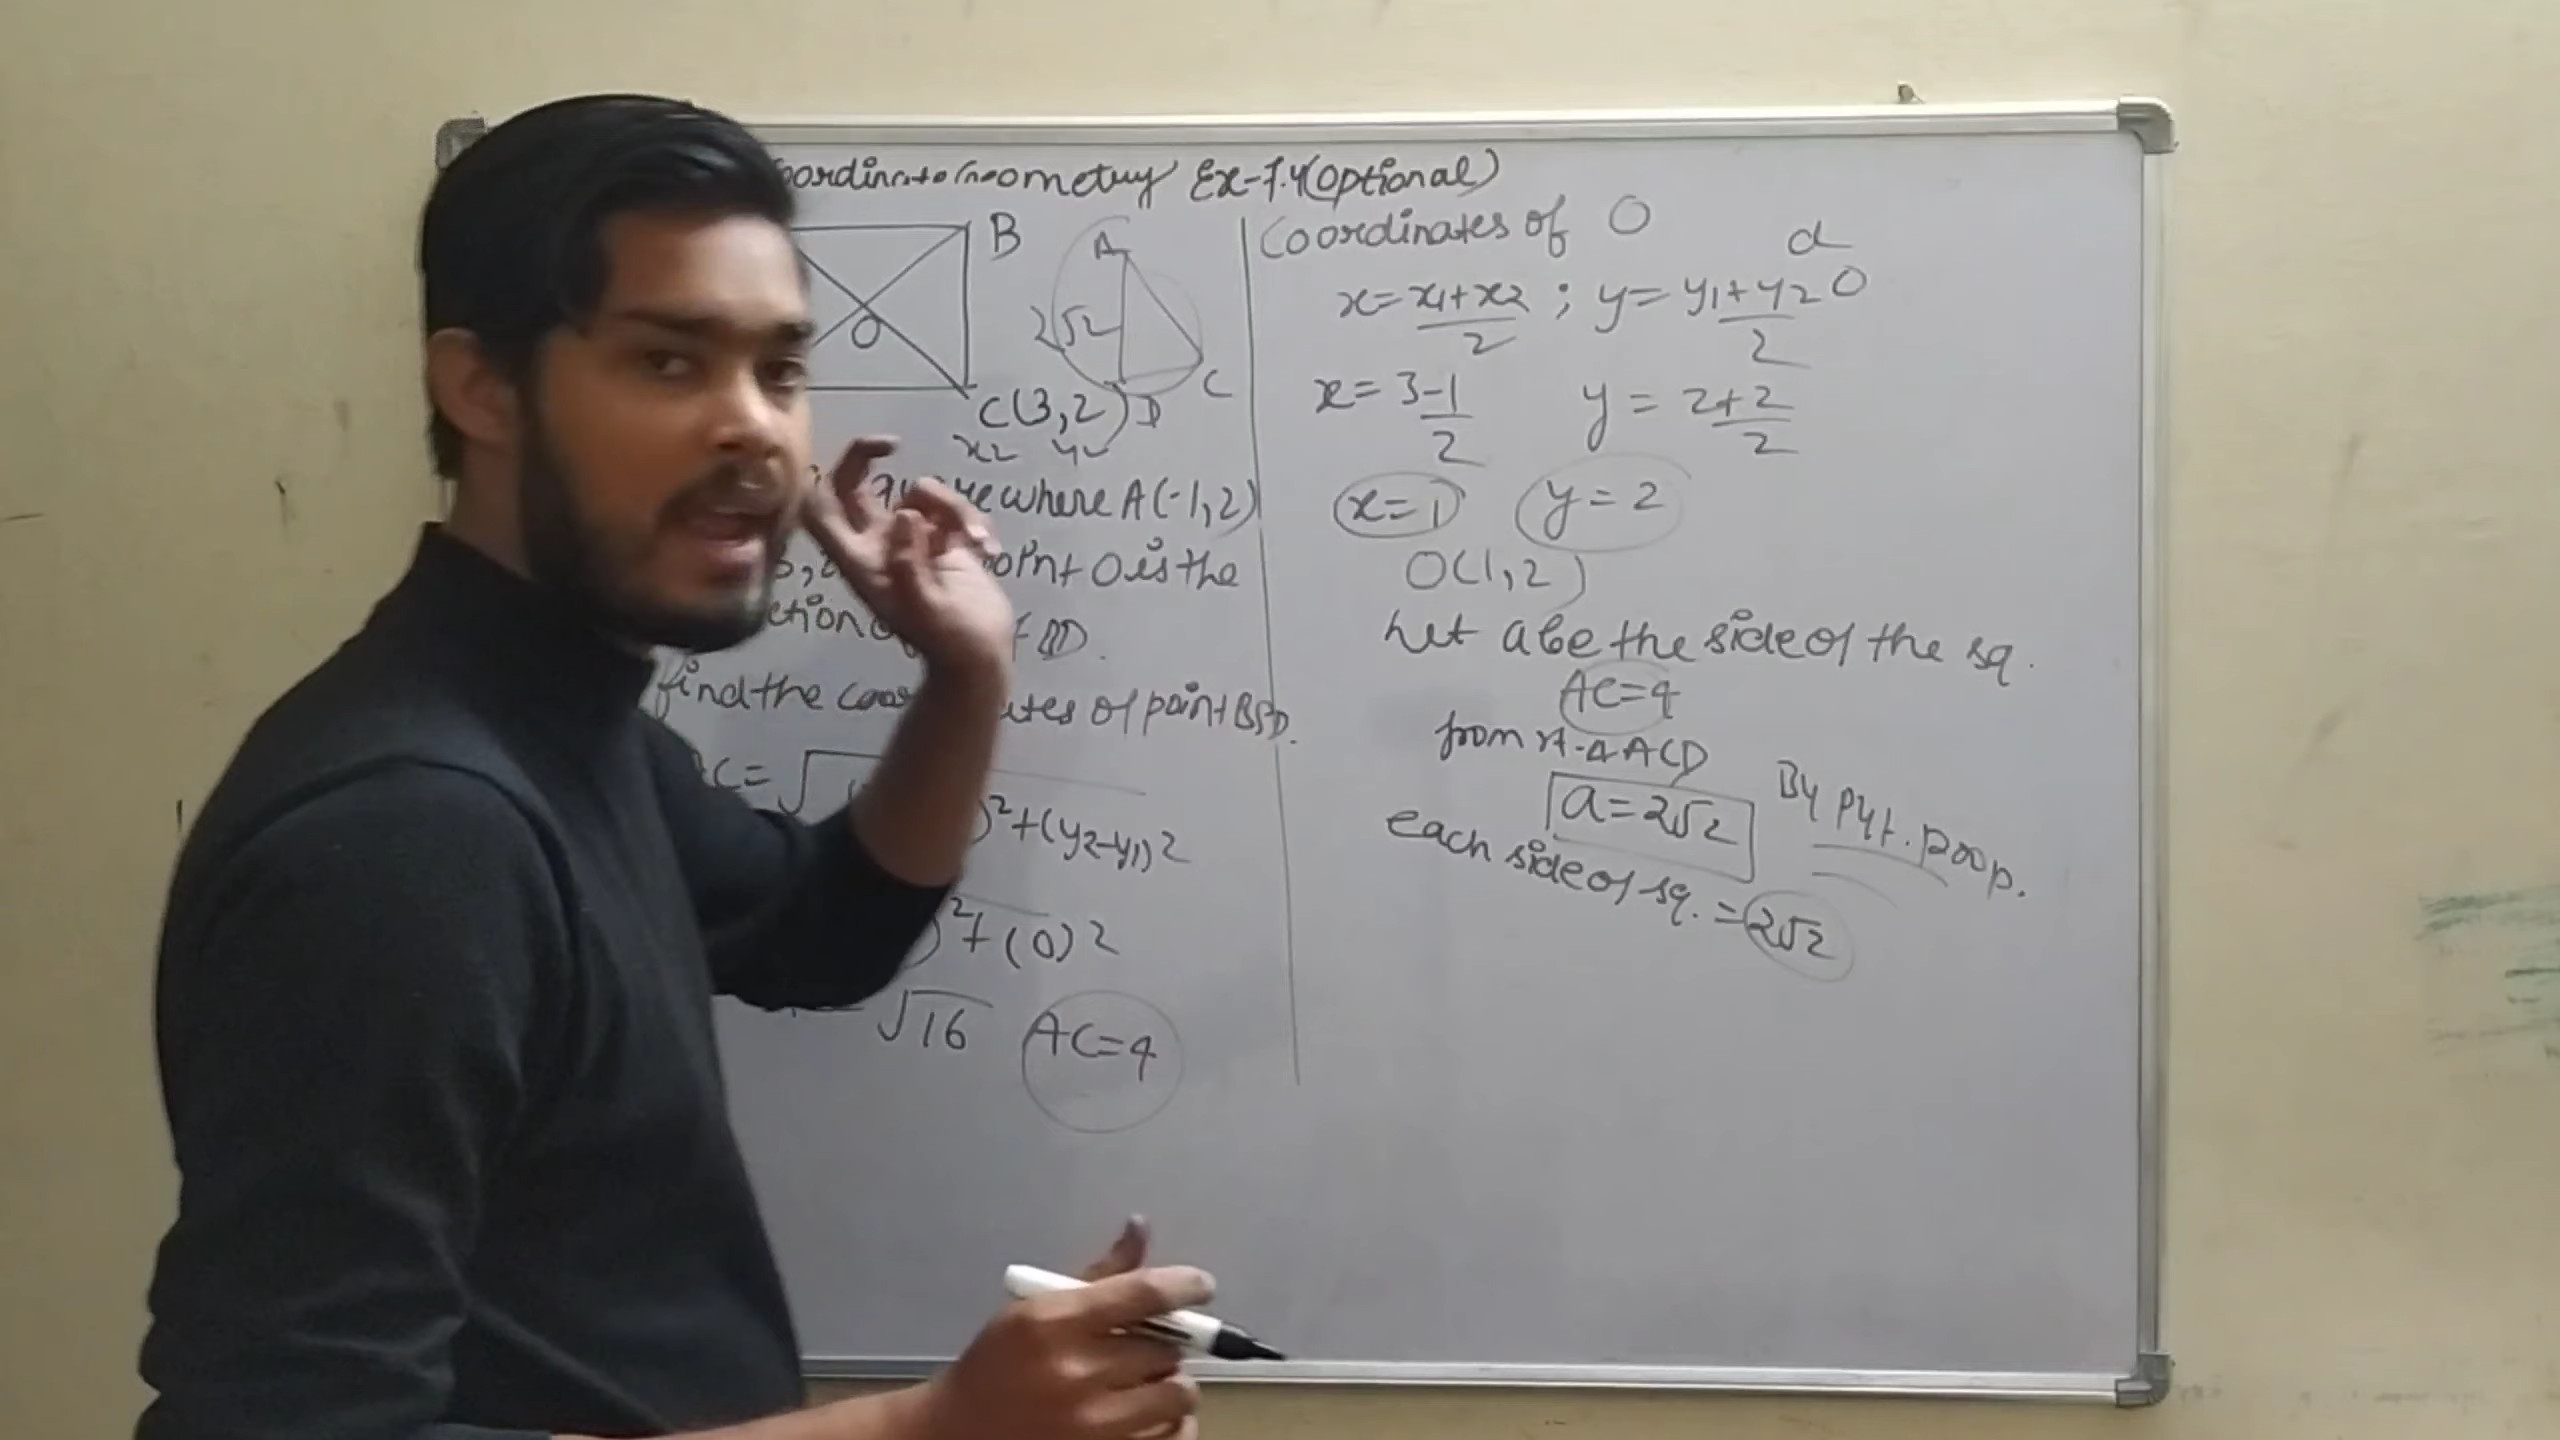 Geometry Ex-7.4(Optional)
B
A
O
2√2
C
C(3,2)
D
x2 y2
where A(-1,2)
point O is the
BD.
find the of point B & D.
)²+(y2-y1)2
)²+(0)2
√16 AC=4
Coordinates of O
a
x=x1+x2/2 ; y=y1+y2/2 O
x=3-1/2 y=2+2/2
x=1 y=2
O(1,2)
Let a be the side of the sq.
AC=4
from rt-△ACD
a=2√2 By pyt. prop.
each side of sq. = 2√2